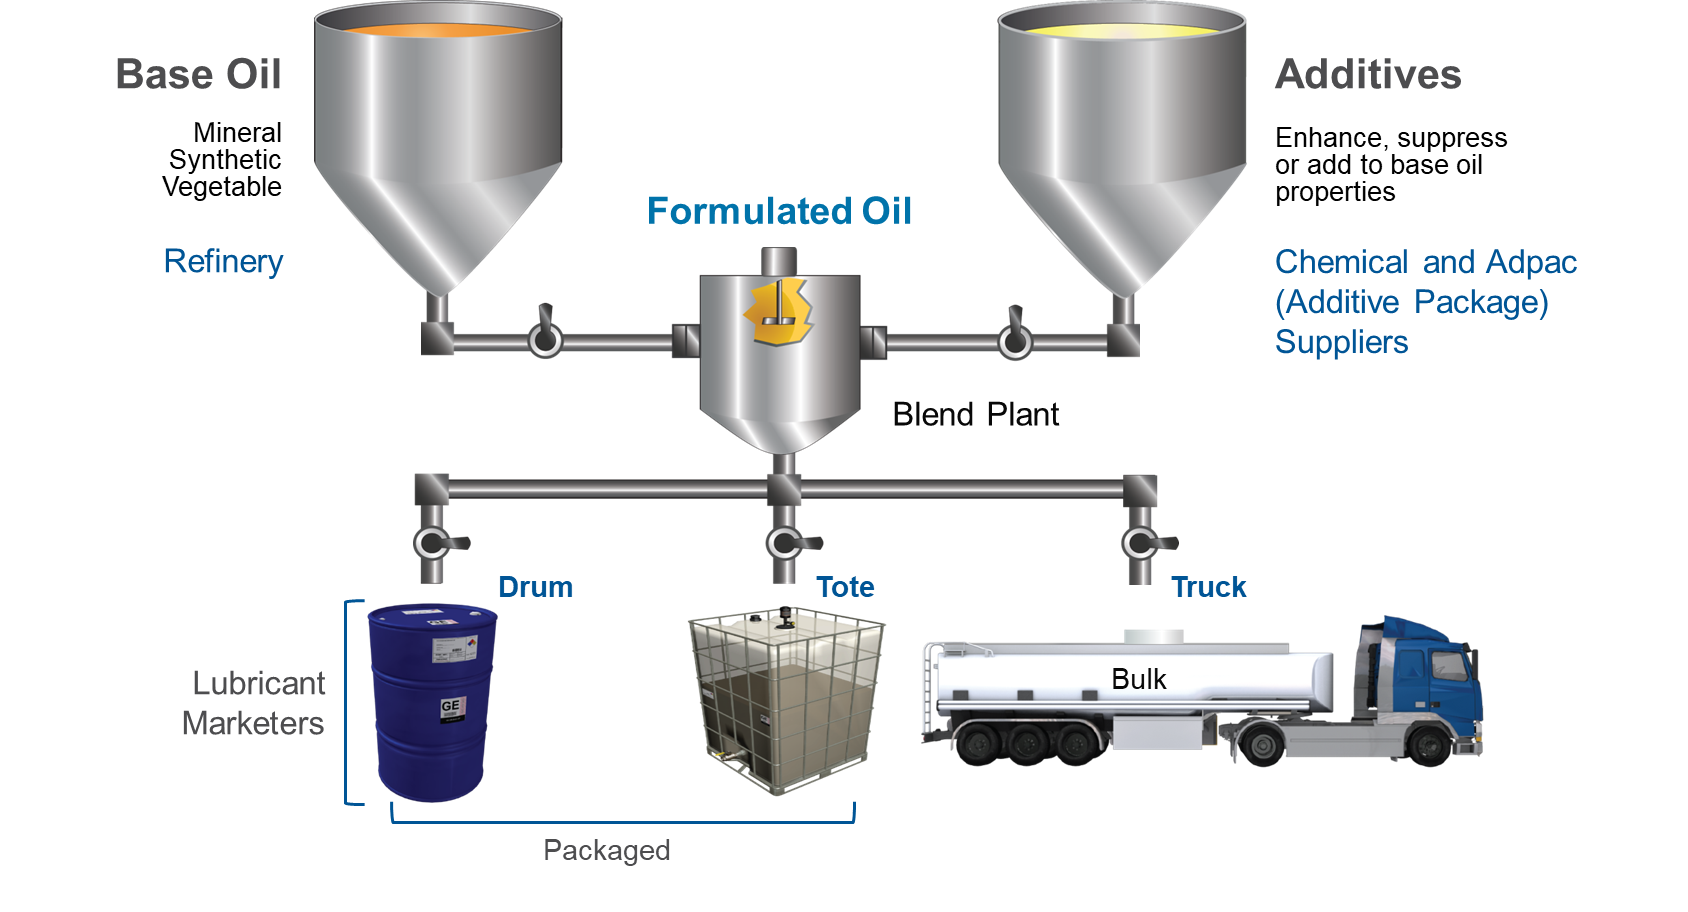 Base Oil
Mineral
Synthetic
Vegetable
Refinery
Additives
Enhance, suppress
or add to base oil
properties
Chemical and Adpac
(Additive Package)
Suppliers
Formulated Oil
Blend Plant
Drum
Tote
Truck
GE
GE
Bulk
Lubricant
Marketers
Packaged